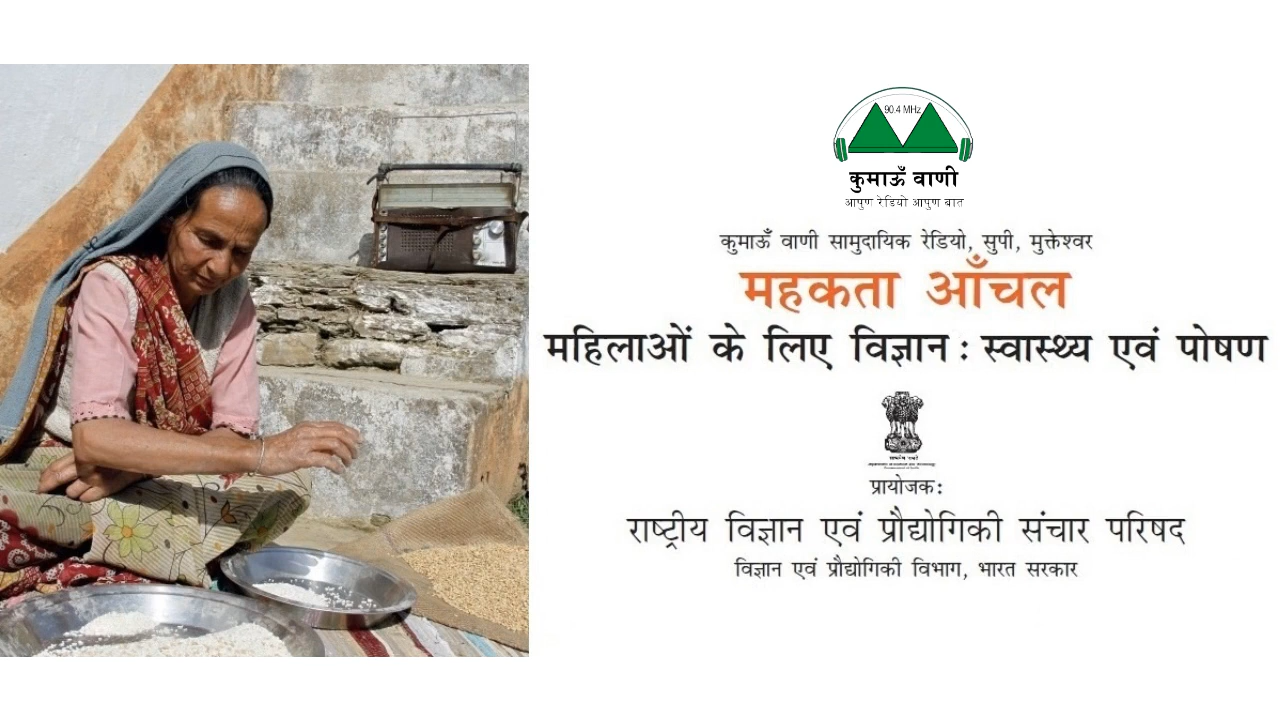 90.4 MHz
कुमाऊँ वाणी
आपुण रेडियो आपुण बात
कुमाऊँ वाणी सामुदायिक रेडियो, सुपी, मुक्तेश्वर
महकता आँचल
महिलाओं के लिए विज्ञान : स्वास्थ्य एवं पोषण
प्रायोजक:
राष्ट्रीय विज्ञान एवं प्रौद्योगिकी संचार परिषद
विज्ञान एवं प्रौद्योगिकी विभाग, भारत सरकार